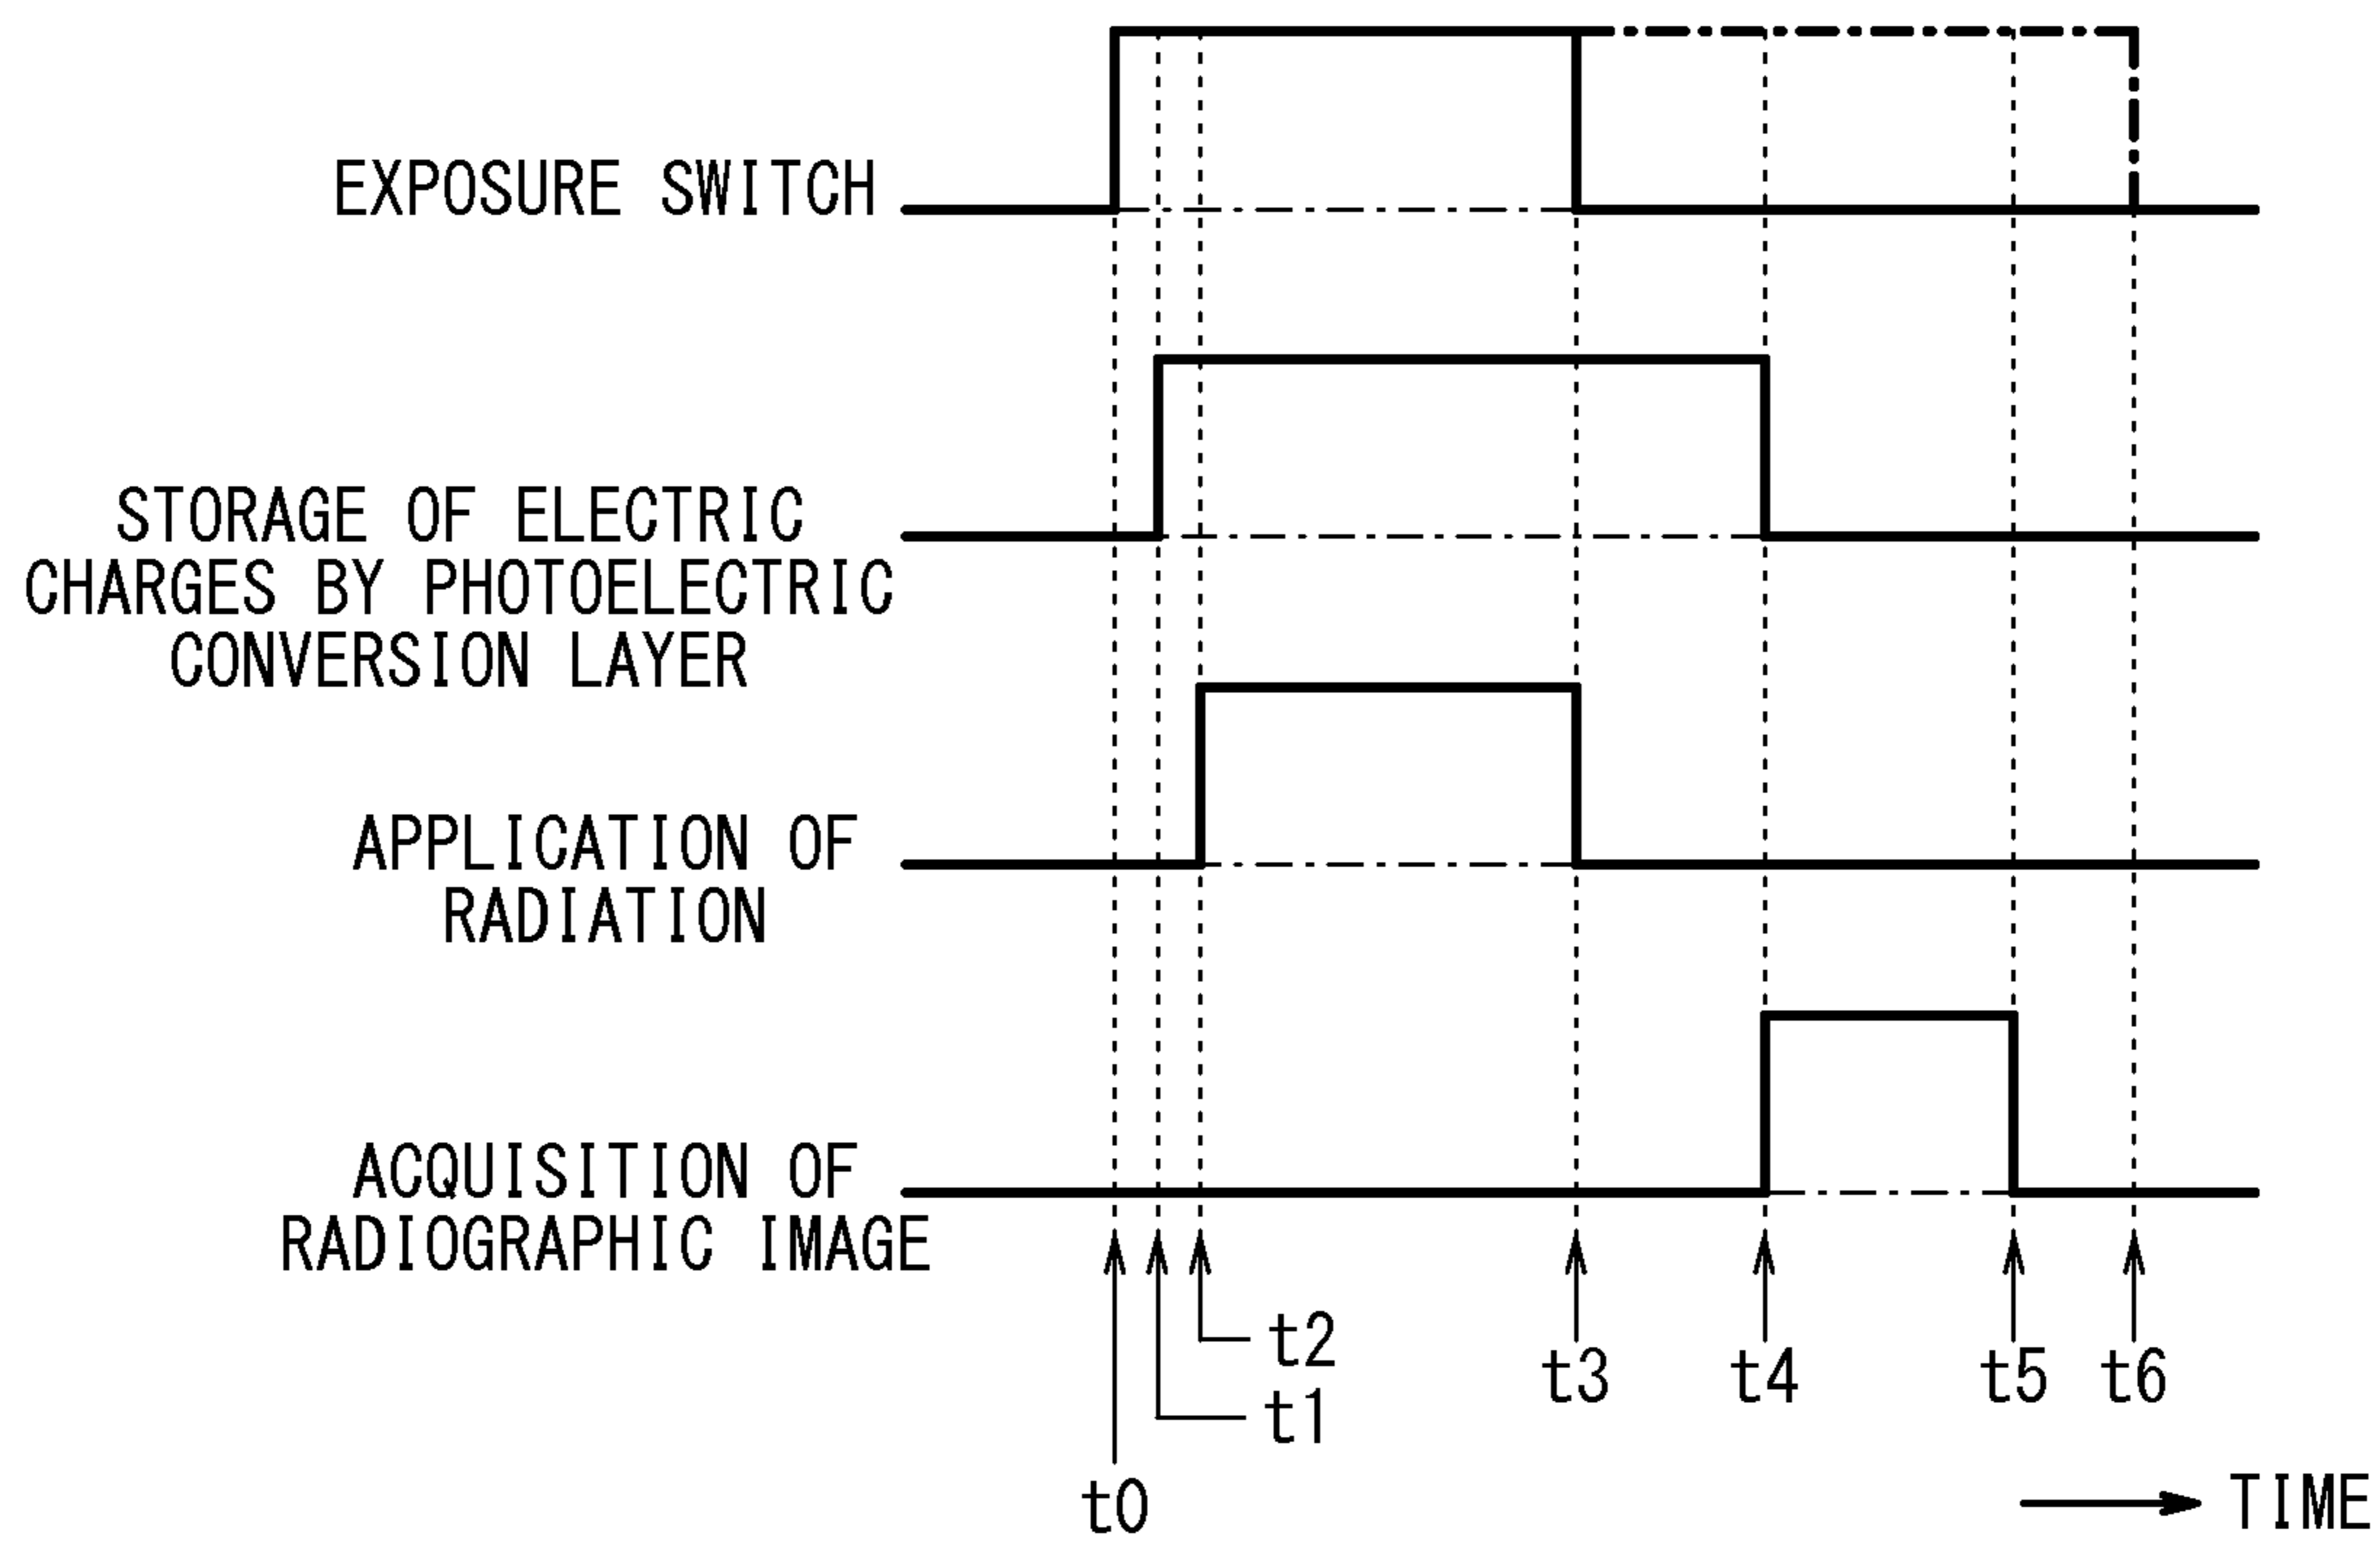 EXPOSURE SWITCH
STORAGE OF ELECTRIC
CHARGES BY PHOTOELECTRIC
CONVERSION LAYER
APPLICATION OF
RADIATION
ACQUISITION OF
RADIOGRAPHIC IMAGE
t2
t3
t4
t5
t6
t1
t0
TIME